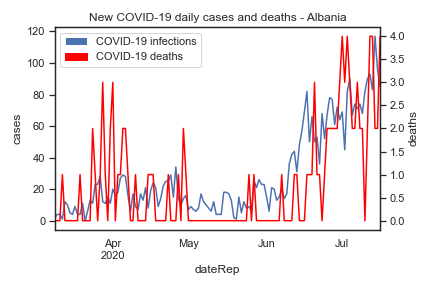 New COVID-19 daily cases and deaths - Albania
COVID-19 infections
COVID-19 deaths
120
100
80
60
40
20
0
cases
4.0
3.5
3.0
2.5
2.0
1.5
1.0
0.5
0.0
deaths
Apr
2020
May
Jun
Jul
dateRep